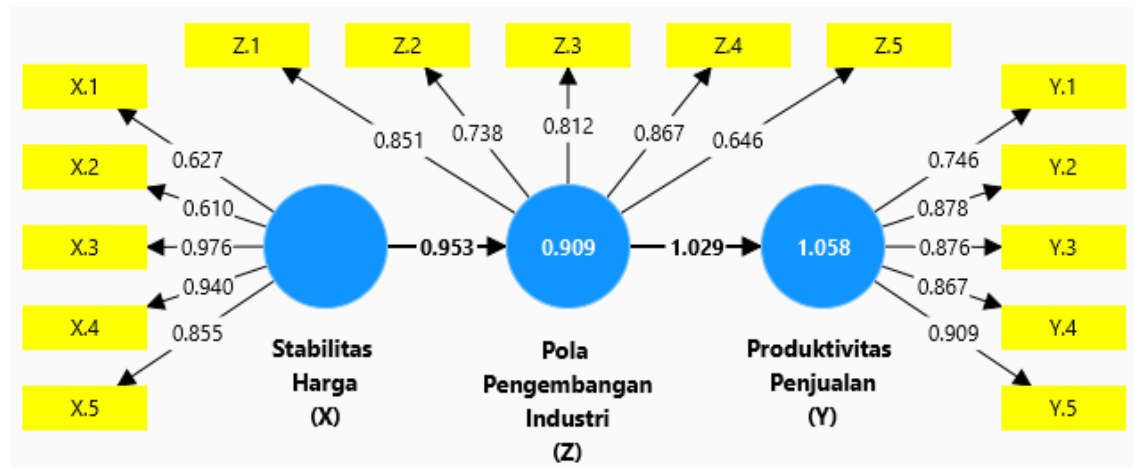 Z.1
Z.2
Z.3
Z.4
Z.5
X.1
X.2
X.3
X.4
X.5
0.627
0.610
0.976
0.940
0.855
0.851
0.738
0.812
0.867
0.646
0.953
0.909
1.029
1.058
0.746
0.878
0.876
0.867
0.909
Y.1
Y.2
Y.3
Y.4
Y.5
Stabilitas
Harga
(X)
Pola
Pengembangan
Industri
(Z)
Produktivitas
Penjualan
(Y)